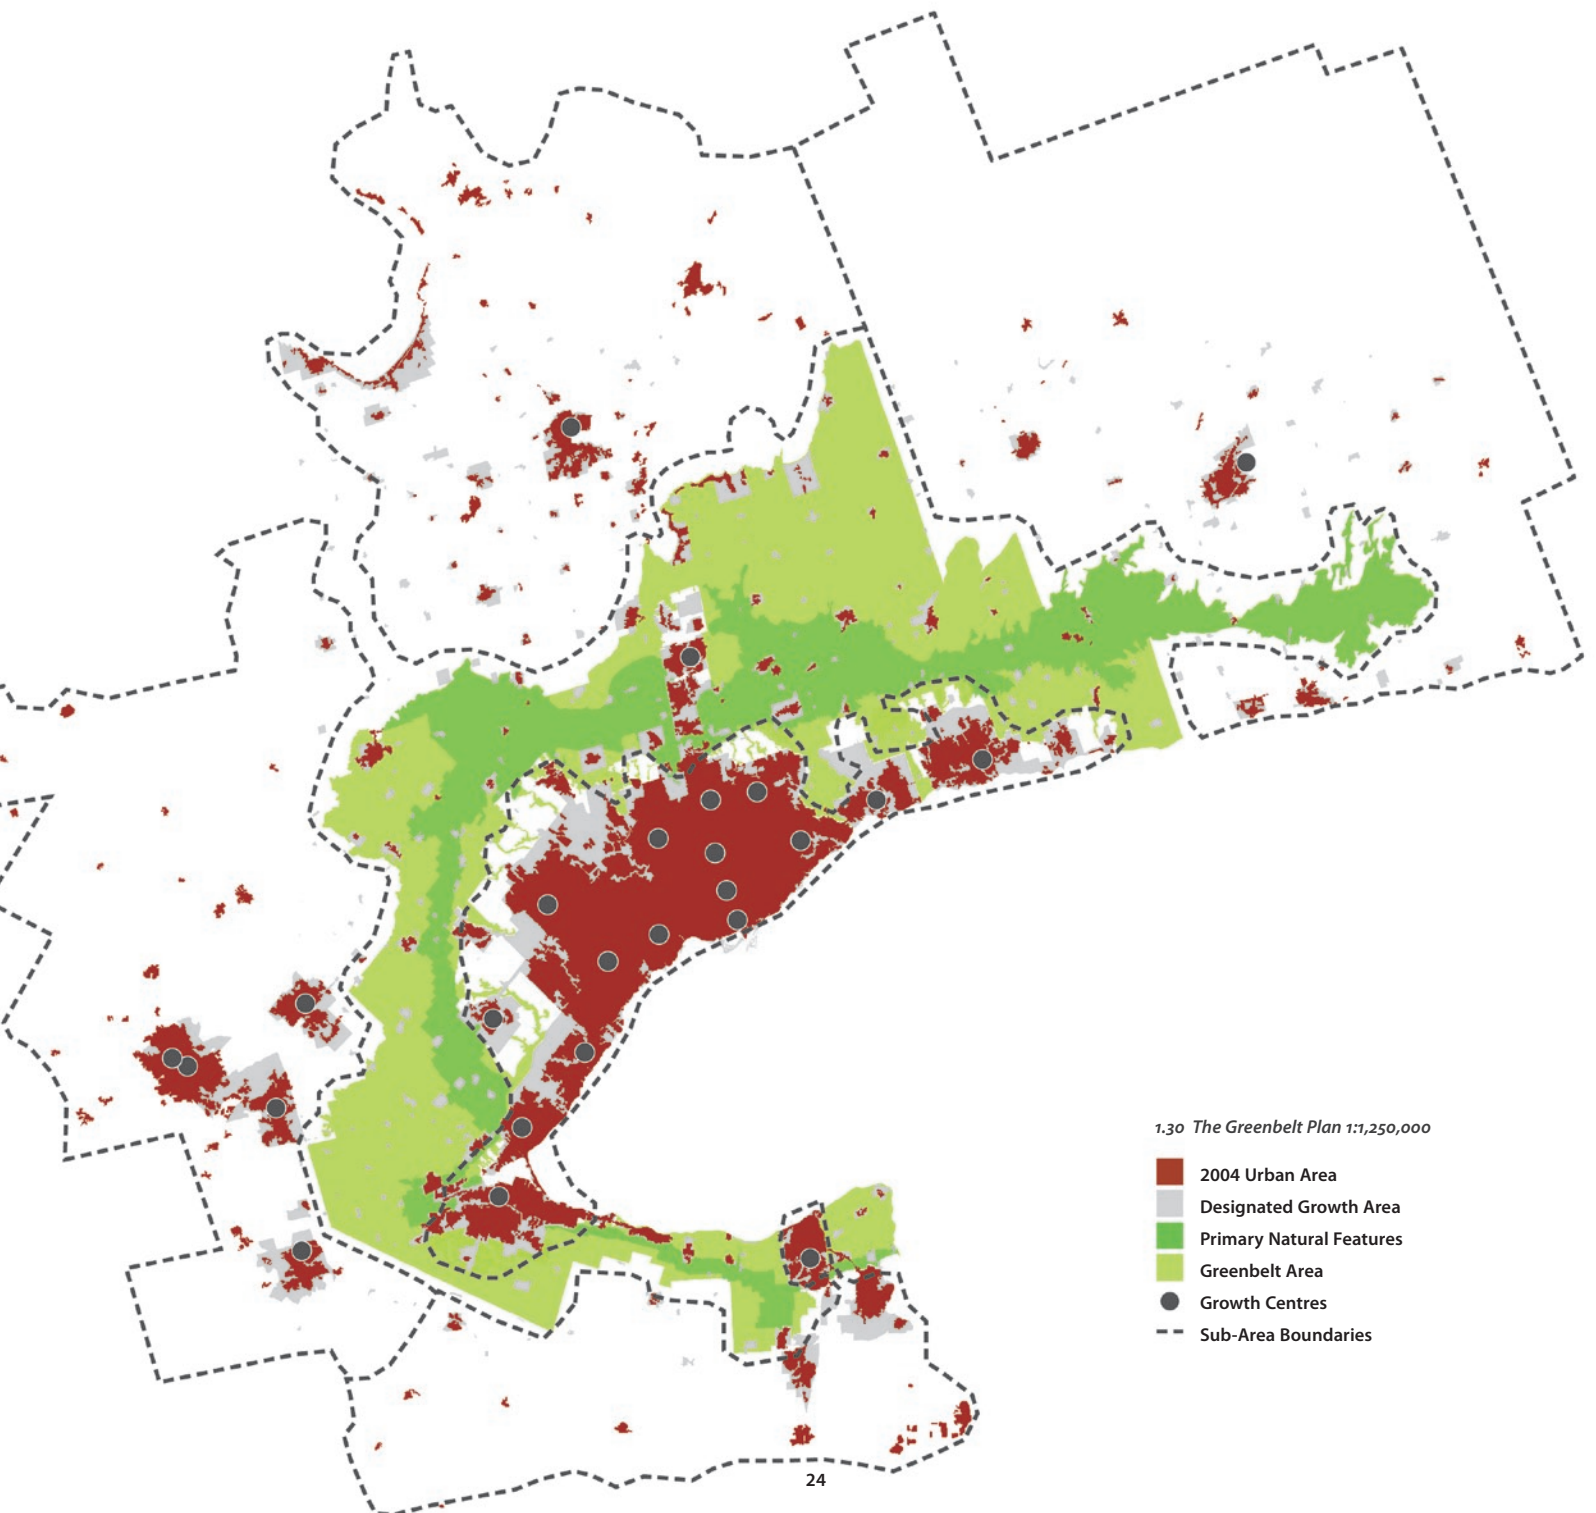 1.30 The Greenbelt Plan 1:1,250,000
2004 Urban Area
Designated Growth Area
Primary Natural Features
Greenbelt Area
Growth Centres
Sub-Area Boundaries
24